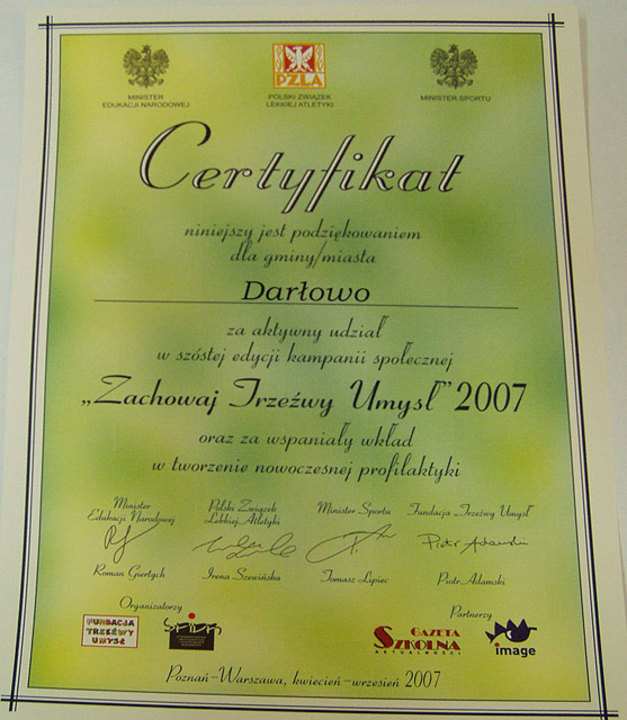 MINISTER
EDUKACJI NARODOWEJ
PZLA
POLSKI ZWIĄZEK
LEKKIEJ ATLETYKI
MINISTER SPORTU
Certyfikat
niniejszy jest podziękowaniem
dla gminy/miasta
Darłowo
za aktywny udział
w szóstej edycji kampanii społecznej
„Zachowaj Trzeźwy Umysł” 2007
oraz za wspaniały wkład
w tworzenie nowoczesnej profilaktyki
Minister
Edukacji Narodowej
Polski Związek
Lekkiej Atletyki
Minister Sportu
Fundacja „Trzeźwy Umysł”
Piotr Adamski
Roman Giertych
Irena Szewińska
Tomasz Lipiec
Piotr Adamski
Organizatorzy
Partnerzy
FUNDACJA
TRZEŹWY
UMYSŁ
GAZETA
SZKOLNA
AKTUALNOŚCI
image
Poznań–Warszawa, kwiecień–wrzesień 2007